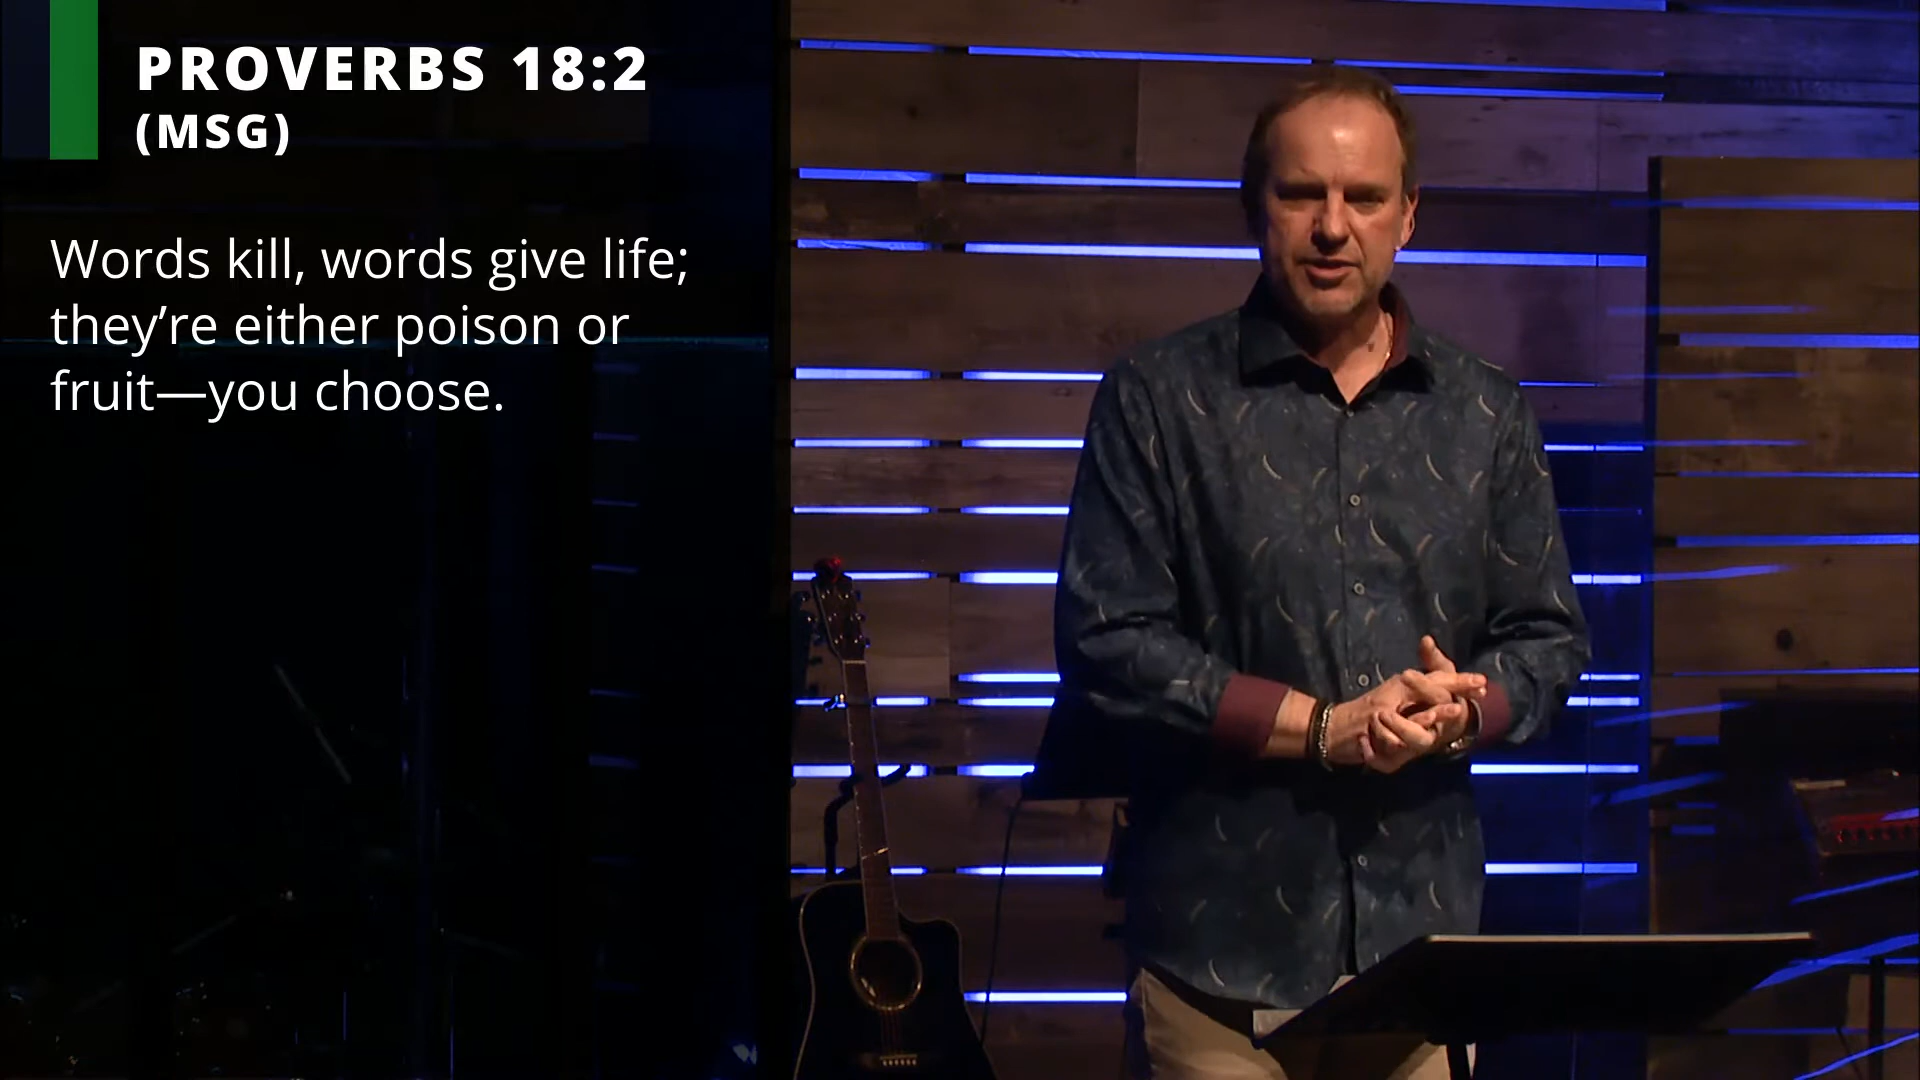 PROVERBS 18:2
(MSG)
Words kill, words give life;
they’re either poison or
fruit—you choose.